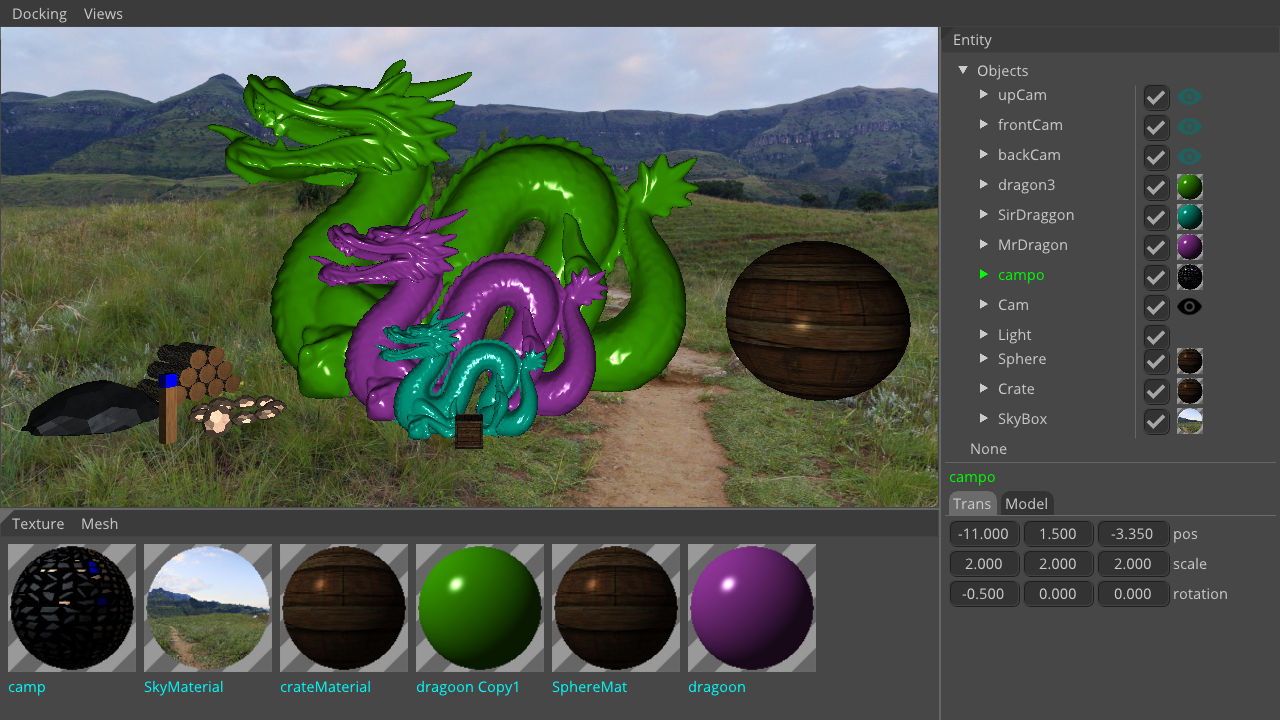 Docking Views
Entity
Objects
upCam
frontCam
backCam
dragon3
SirDraggon
MrDragon
campo
Cam
Light
Sphere
Crate
SkyBox
None
campo
Trans Model
-11.000 1.500 -3.350 pos
2.000 2.000 2.000 scale
-0.500 0.000 0.000 rotation
Texture Mesh
camp SkyMaterial crateMaterial dragoon Copy1 SphereMat dragoon